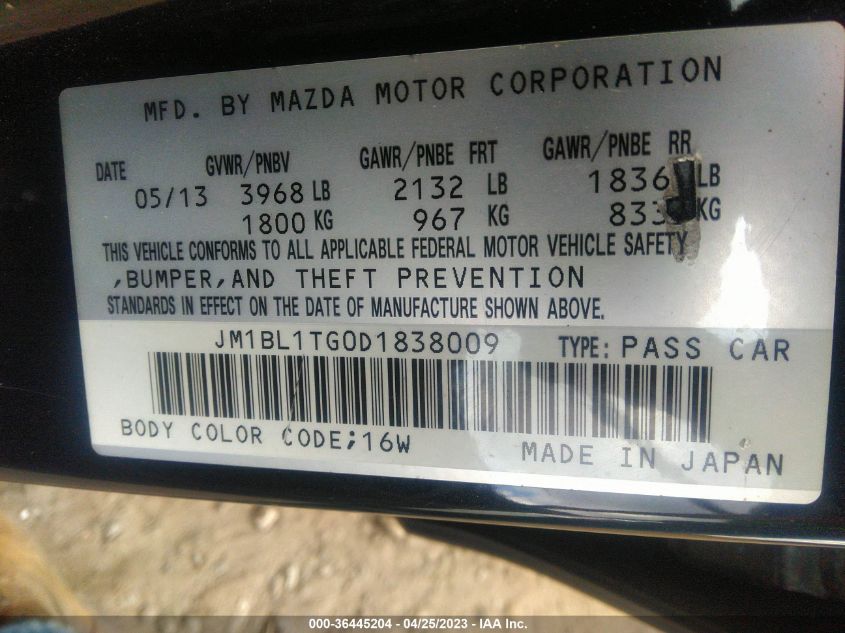 MFD. BY MAZDA MOTOR CORPORATION
DATE GVWR/PNBV GAWR/PNBE FRT GAWR/PNBE RR
05/13 3968 LB 2132 LB 1836 LB
1800 KG 967 KG 833 KG
THIS VEHICLE CONFORMS TO ALL APPLICABLE FEDERAL MOTOR VEHICLE SAFETY
,BUMPER,AND THEFT PREVENTION
STANDARDS IN EFFECT ON THE DATE OF MANUFACTURE SHOWN ABOVE.
JM1BL1TG0D1838009 TYPE: PASS CAR
BODY COLOR CODE;16W MADE IN JAPAN
000-36445204 - 04/25/2023 - IAA Inc.